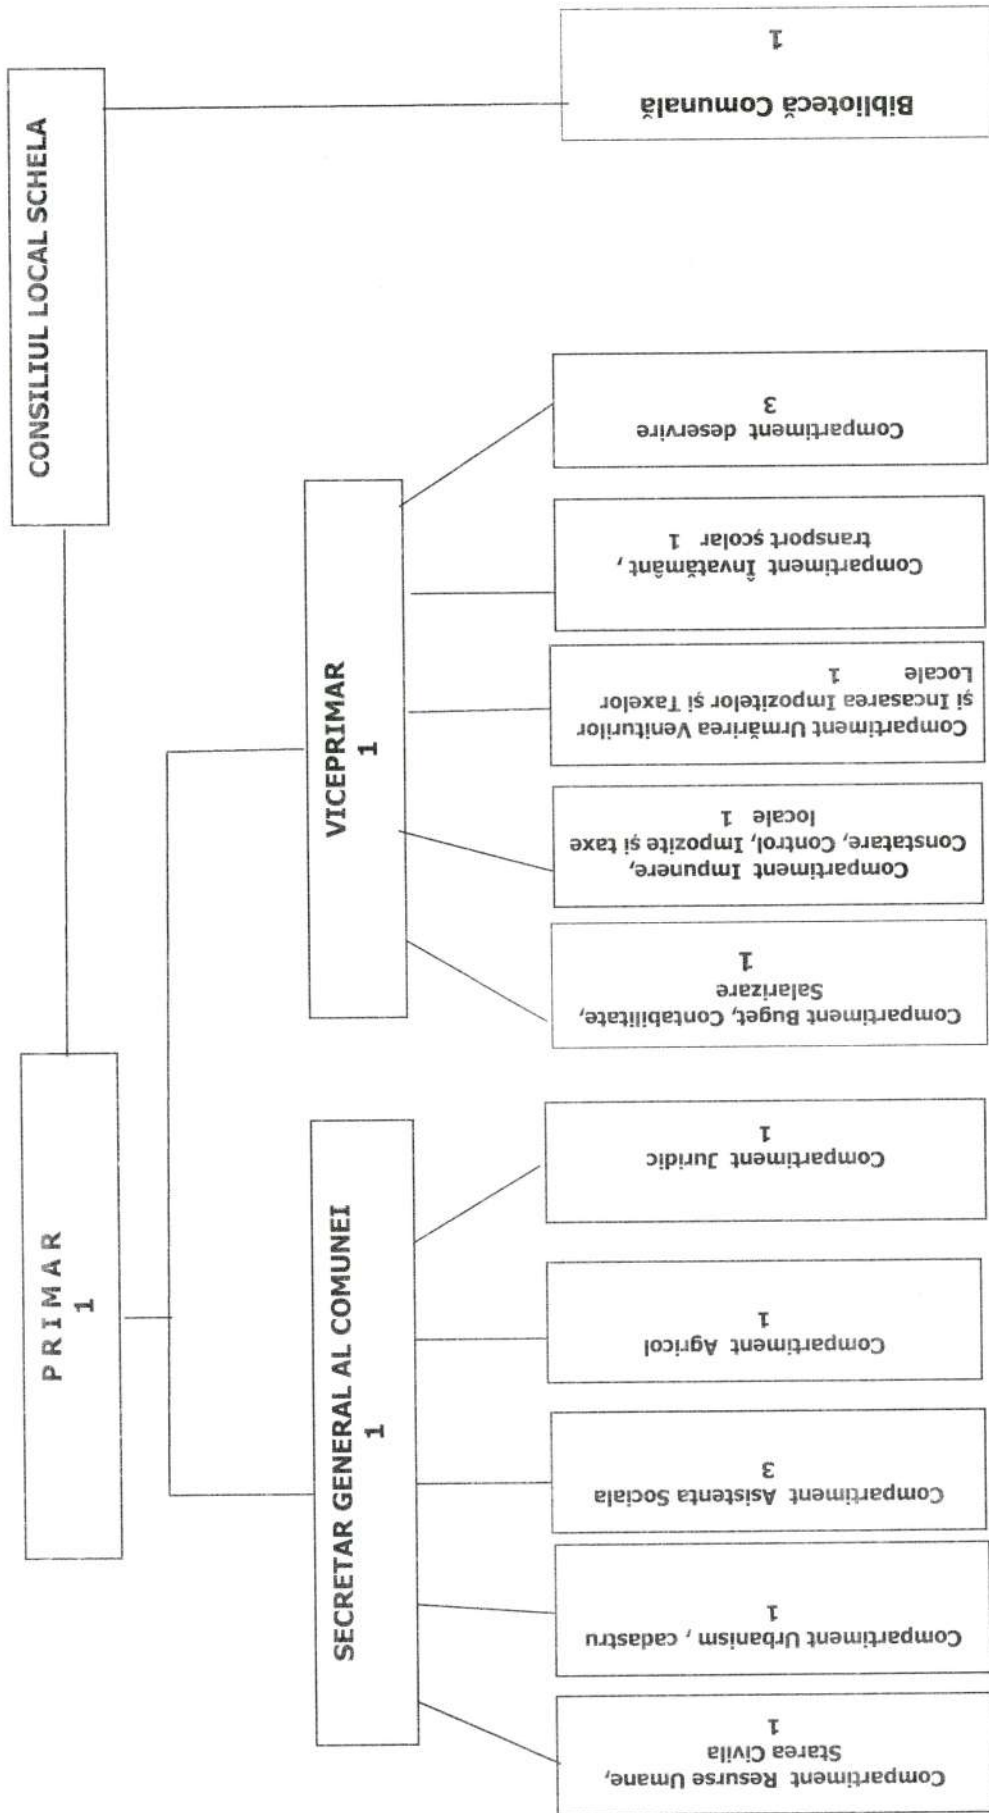 CONSILIUL LOCAL SCHELA
P R I M A R
1
SECRETAR GENERAL AL COMUNEI
1
VICEPRIMAR
1
Compartiment Resurse Umane,
Starea Civila
1
Compartiment Urbanism , cadastru
1
Compartiment Asistenta Sociala
3
Compartiment Agricol
1
Compartiment Juridic
1
Compartiment Buget, Contabilitate,
Salarizare
1
Compartiment Impunere,
Constatare, Control, Impozite și taxe
locale 1
Compartiment Urmărirea Veniturilor
și Incasarea Impozitelor și Taxelor
Locale 1
Compartiment Învatământ ,
transport școlar 1
Compartiment deservire
3
Bibliotecă Comunală
1